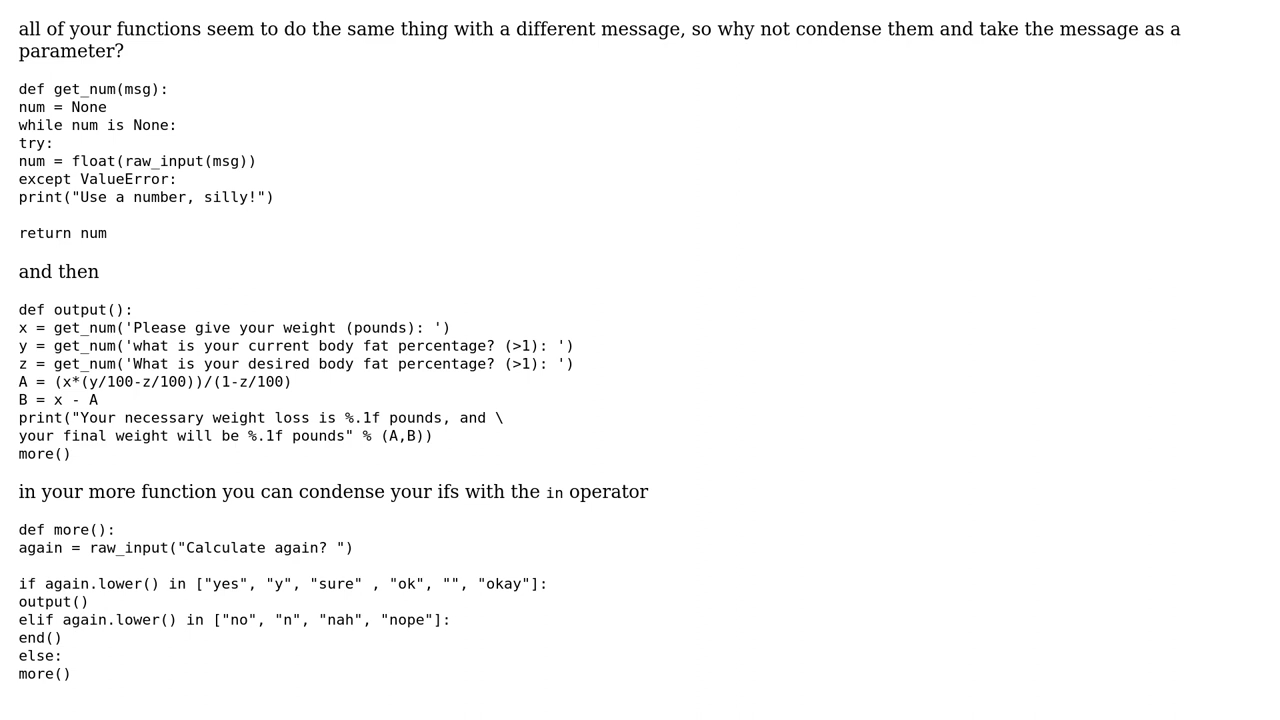 all of your functions seem to do the same thing with a different message, so why not condense them and take the message as a
parameter?
def get_num(msg):
num = None
while num is None:
try:
num = float(raw_input(msg))
except ValueError:
print("Use a number, silly!")
return num
and then
def output():
x = get_num('Please give your weight (pounds): ')
y = get_num('what is your current body fat percentage? (>1): ')
z = get_num('What is your desired body fat percentage? (>1): ')
A = (x*(y/100-z/100))/(1-z/100)
B = x - A
print("Your necessary weight loss is %.1f pounds, and \
your final weight will be %.1f pounds" % (A,B))
more()
in your more function you can condense your ifs with the in operator
def more():
again = raw_input("Calculate again? ")
if again.lower() in ["yes", "y", "sure" , "ok", "", "okay"]:
output()
elif again.lower() in ["no", "n", "nah", "nope"]:
end()
else:
more()